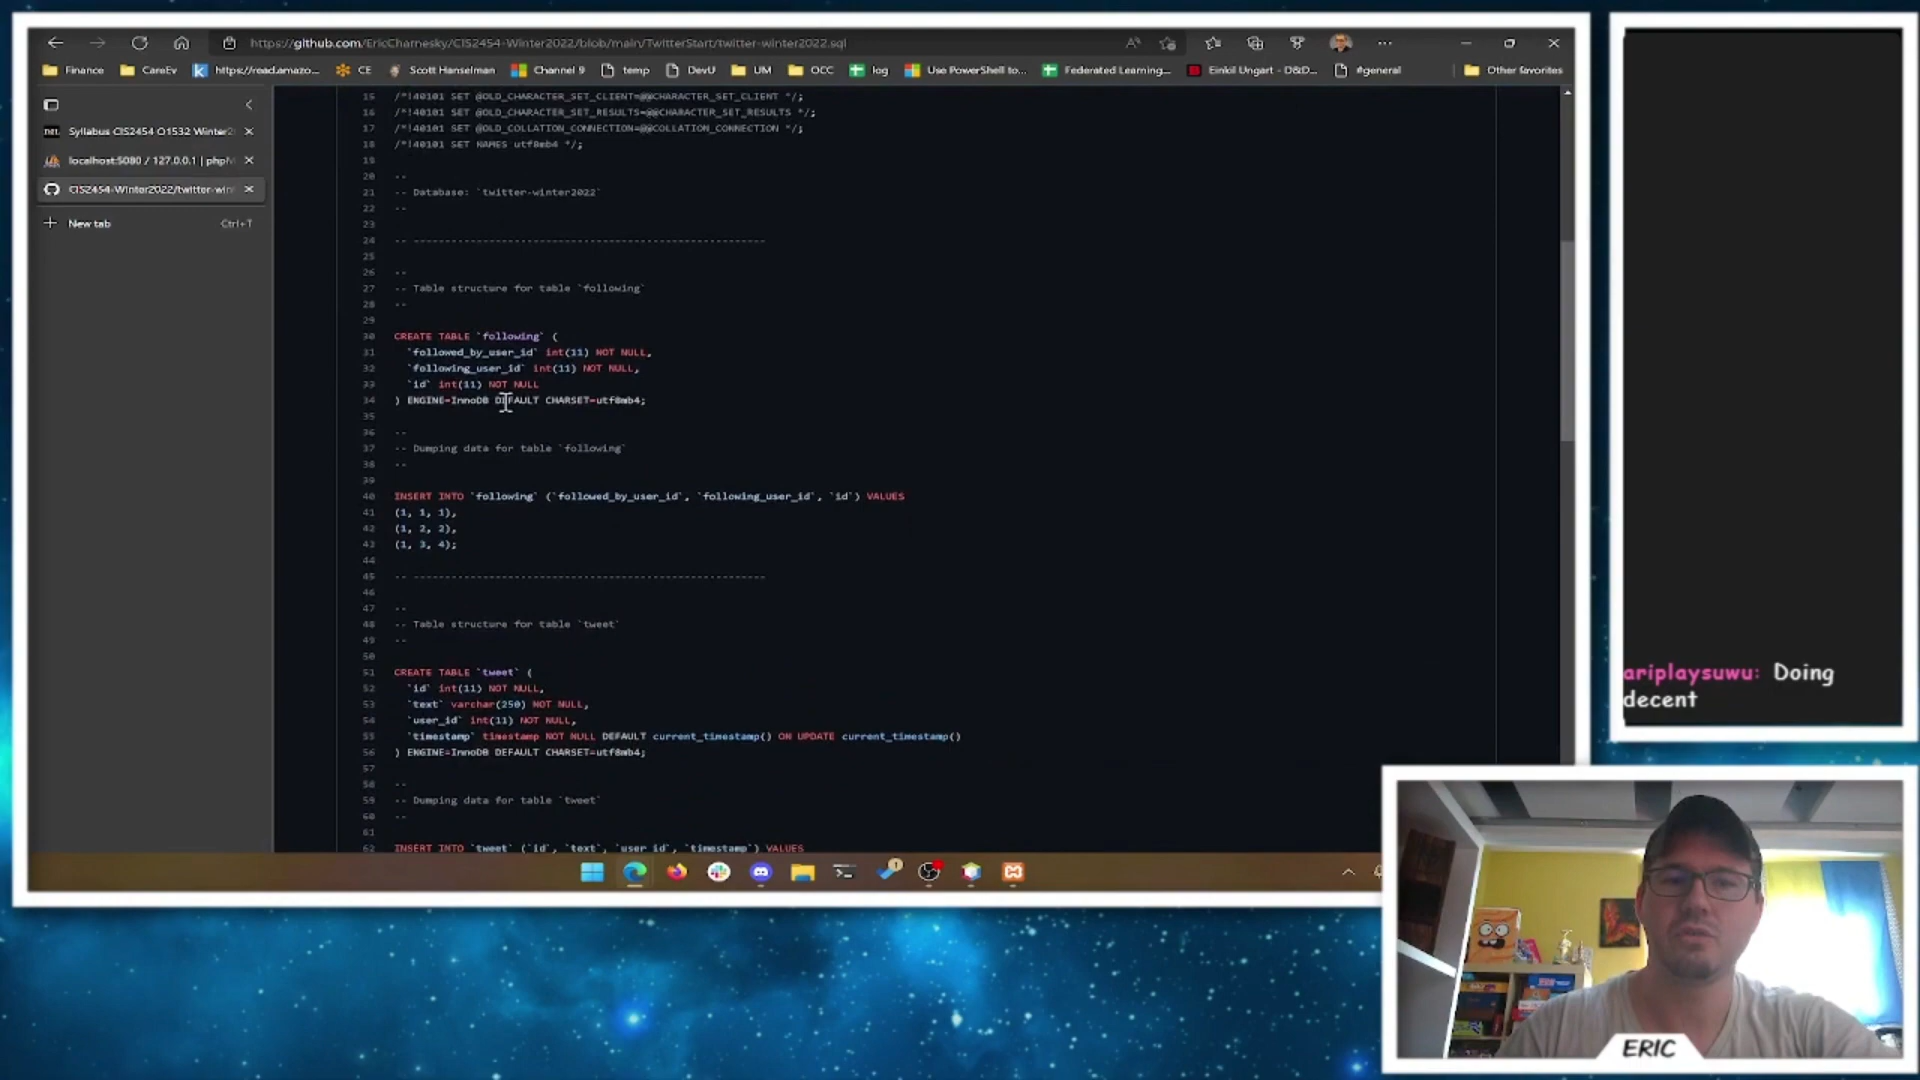 https://github.com/EricCharnesky/CIS2454-Winter2022/blob/main/TwitterStart/twitter-winter2022.sql
Finance
CareEv
https://read.amazo...
CE
Scott Hanselman
Channel 9
temp
DevU
UM
OCC
log
Use PowerShell to...
Federated Learning...
Einkil Ungart - D&D...
#general
Other favorites
Syllabus CIS2454 O1532 Winter2
localhost:5080 / 127.0.0.1 | phpM
CIS2454-Winter2022/twitter-win
New tab
Ctrl+T
15 /*!40101 SET @OLD_CHARACTER_SET_CLIENT=@@CHARACTER_SET_CLIENT */;
16 /*!40101 SET @OLD_CHARACTER_SET_RESULTS=@@CHARACTER_SET_RESULTS */;
17 /*!40101 SET @OLD_COLLATION_CONNECTION=@@COLLATION_CONNECTION */;
18 /*!40101 SET NAMES utf8mb4 */;
19
20 --
21 -- Database: `twitter-winter2022`
22 --
23
24 -- --------------------------------------------------------
25
26 --
27 -- Table structure for table `following`
28 --
29
30 CREATE TABLE `following` (
31 `followed_by_user_id` int(11) NOT NULL,
32 `following_user_id` int(11) NOT NULL,
33 `id` int(11) NOT NULL
34 ) ENGINE=InnoDB DEFAULT CHARSET=utf8mb4;
35
36 --
37 -- Dumping data for table `following`
38 --
39
40 INSERT INTO `following` (`followed_by_user_id`, `following_user_id`, `id`) VALUES
41 (1, 1, 1),
42 (1, 2, 2),
43 (1, 3, 4);
44
45 -- --------------------------------------------------------
46
47 --
48 -- Table structure for table `tweet`
49 --
50
51 CREATE TABLE `tweet` (
52 `id` int(11) NOT NULL,
53 `text` varchar(250) NOT NULL,
54 `user_id` int(11) NOT NULL,
55 `timestamp` timestamp NOT NULL DEFAULT current_timestamp() ON UPDATE current_timestamp()
56 ) ENGINE=InnoDB DEFAULT CHARSET=utf8mb4;
57
58 --
59 -- Dumping data for table `tweet`
60 --
61
62 INSERT INTO `tweet` (`id`, `text`, `user_id`, `timestamp`) VALUES
ariplaysuwu: Doing
decent
ERIC